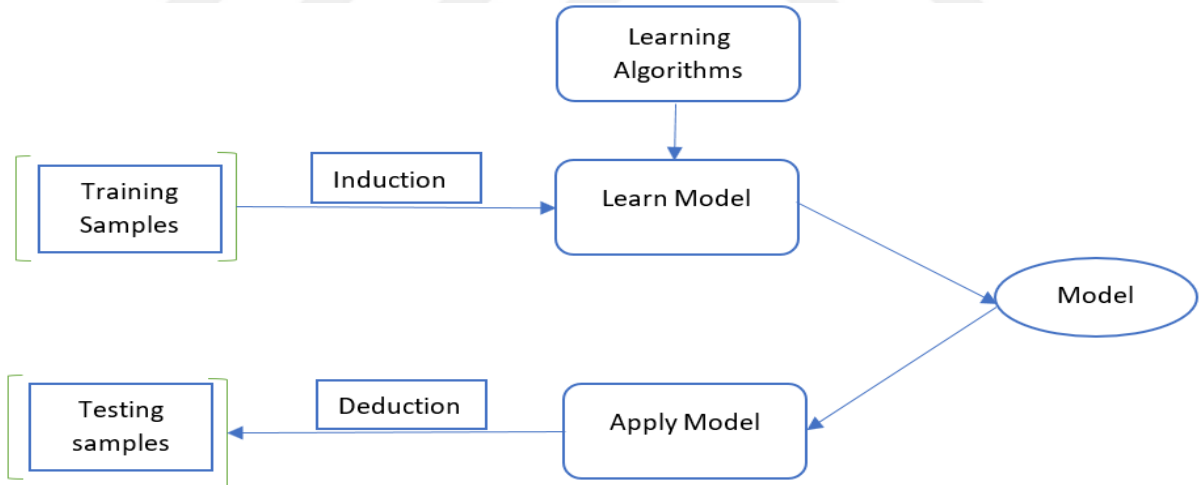 Learning
Algorithms
Training
Samples
Induction
Learn Model
Model
Testing
samples
Deduction
Apply Model